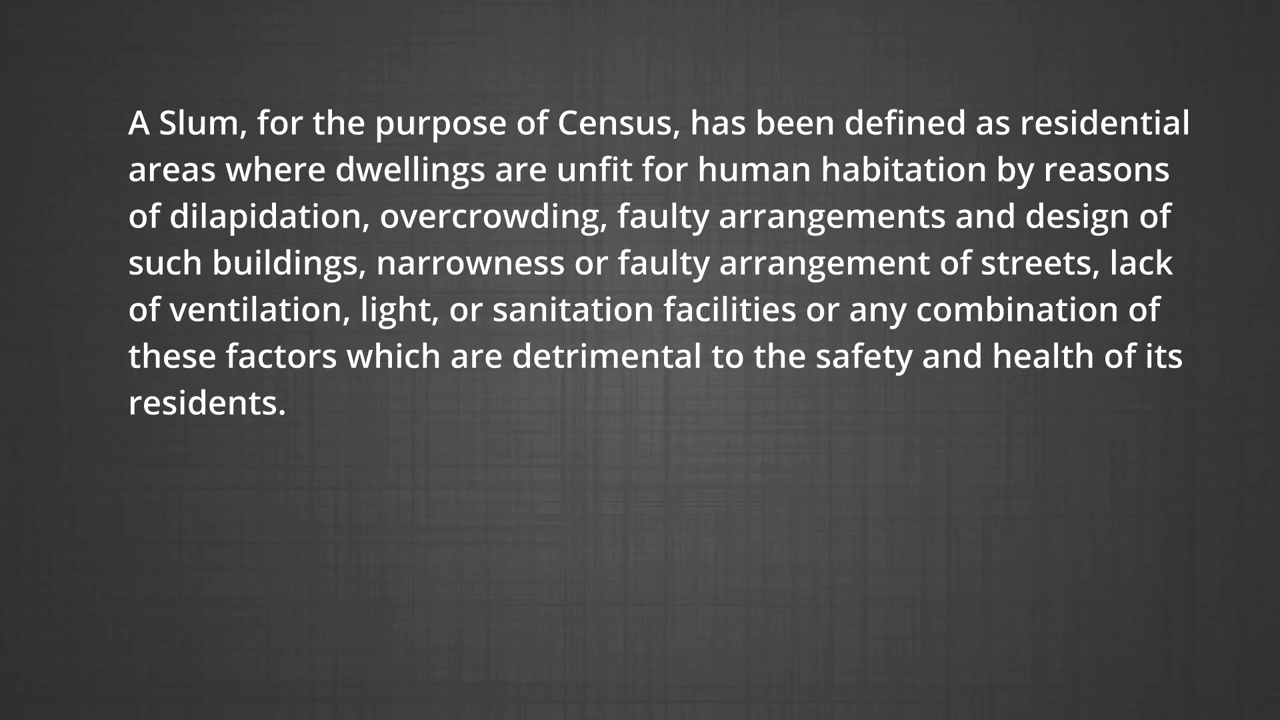 A Slum, for the purpose of Census, has been defined as residential
areas where dwellings are unfit for human habitation by reasons
of dilapidation, overcrowding, faulty arrangements and design of
such buildings, narrowness or faulty arrangement of streets, lack
of ventilation, light, or sanitation facilities or any combination of
these factors which are detrimental to the safety and health of its
residents.